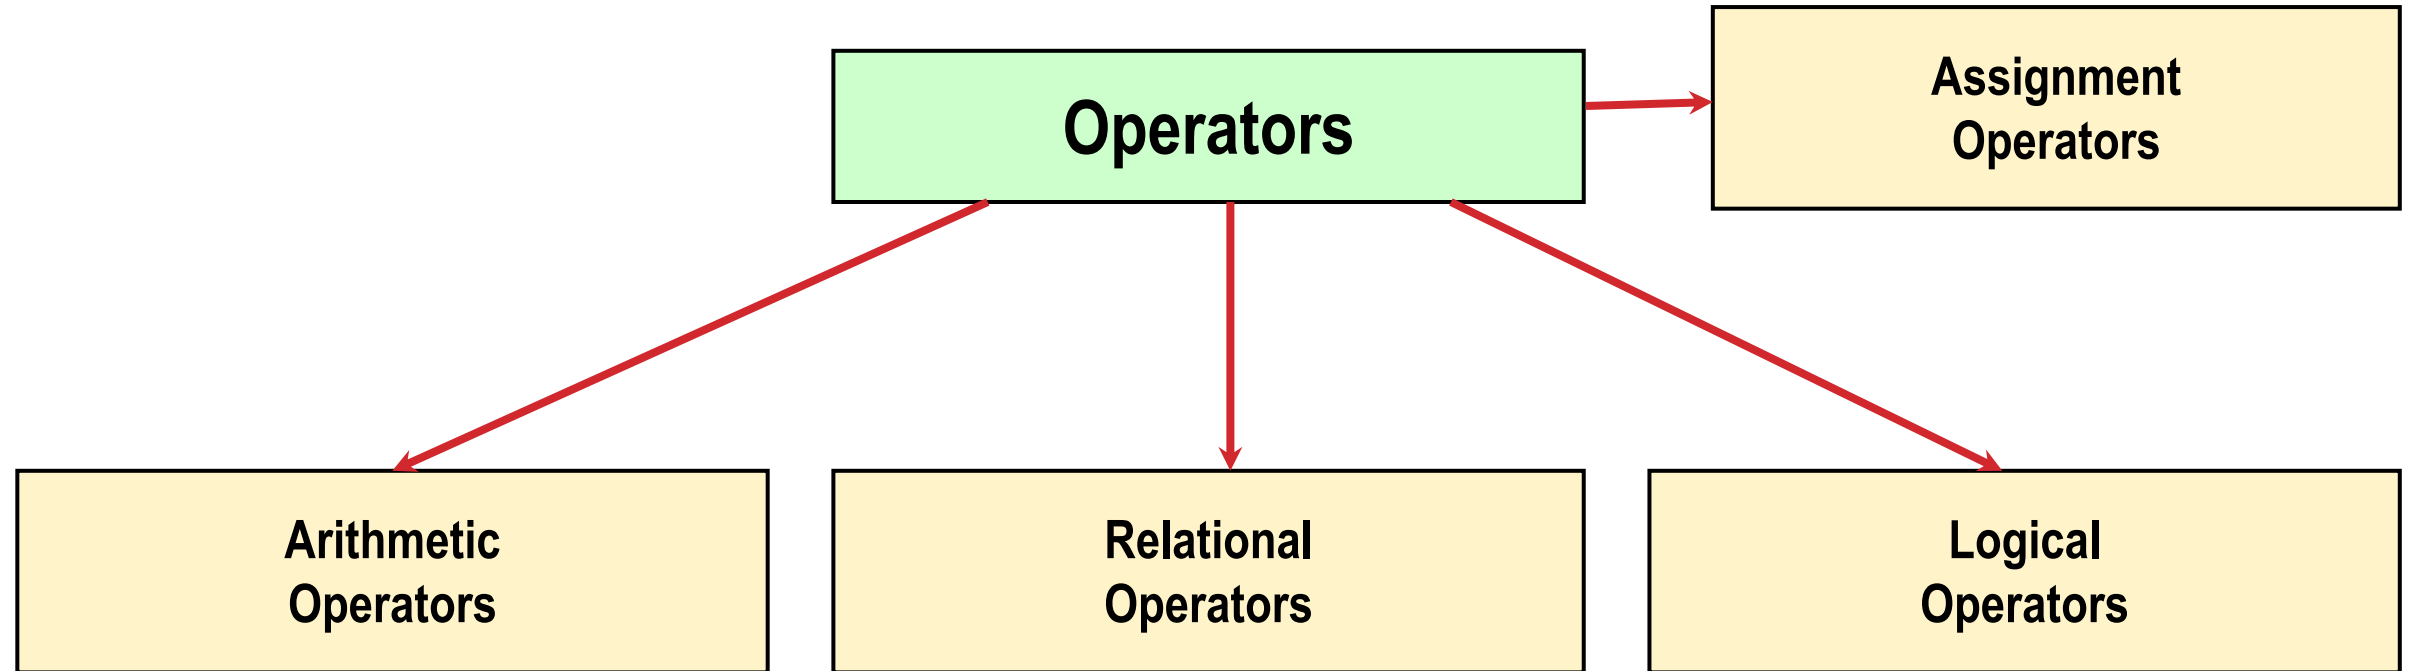 Operators
Assignment
Operators
Arithmetic
Operators
Relational
Operators
Logical
Operators